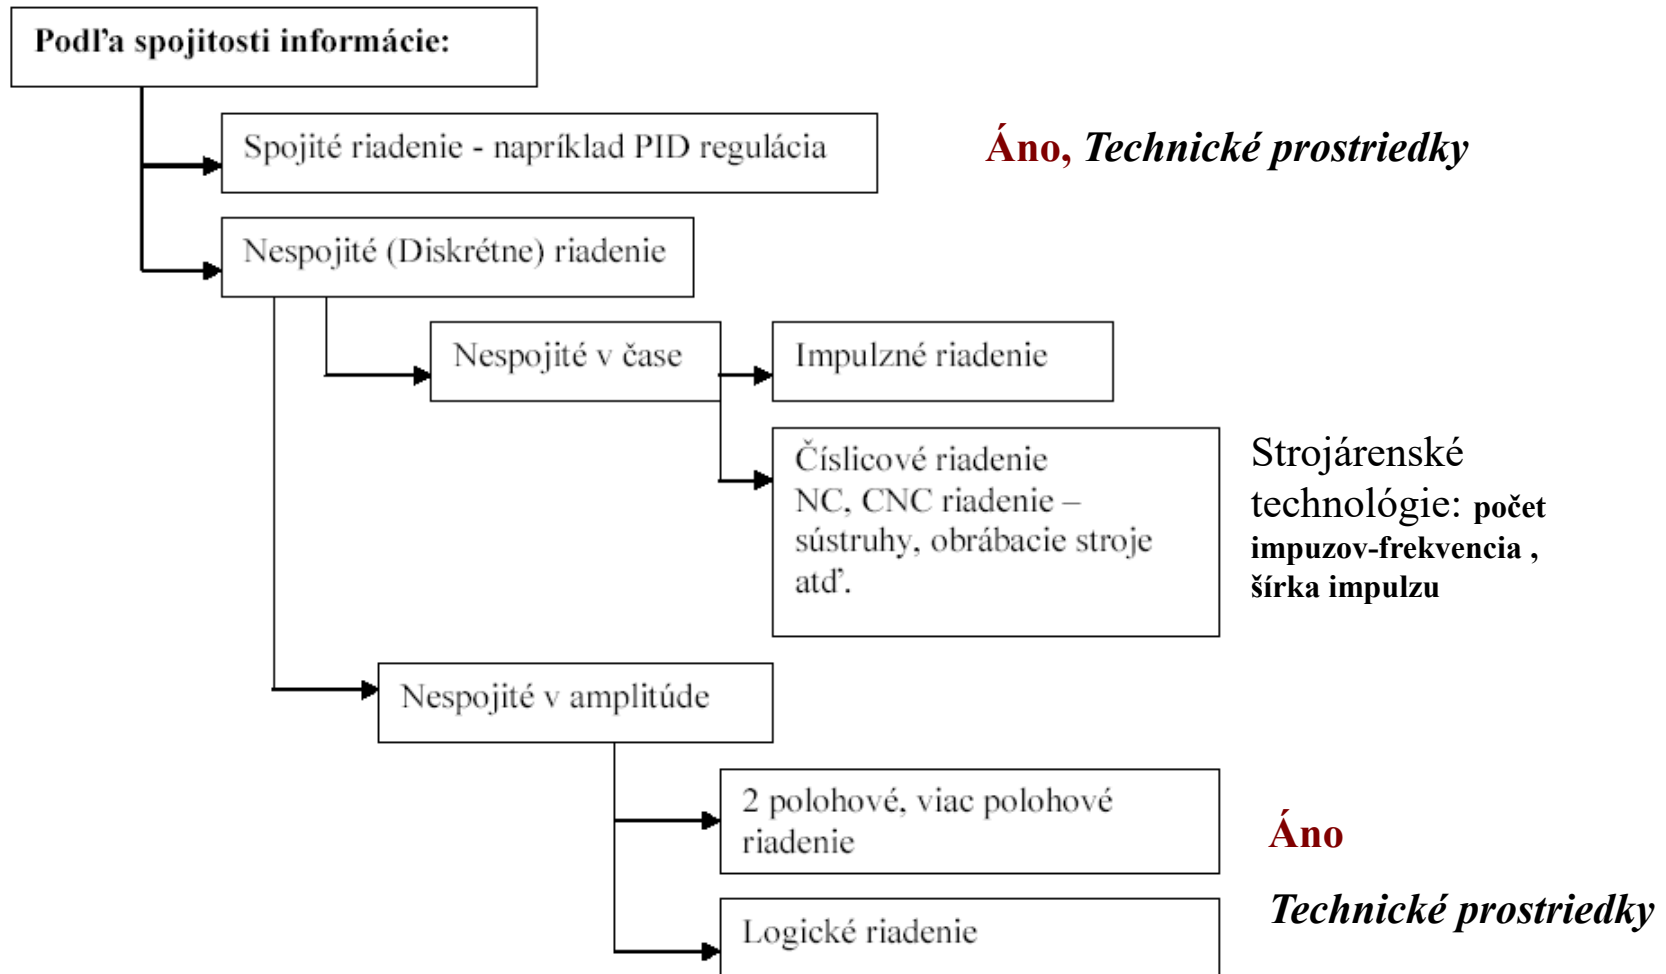 Podľa spojitosti informácie:
Spojité riadenie - napríklad PID regulácia
Áno, Technické prostriedky
Nespojité (Diskrétne) riadenie
Nespojité v čase
Impulzné riadenie
Číslicové riadenie
NC, CNC riadenie –
sústruhy, obrábacie stroje
atď.
Strojárenské
technológie: počet
impuzov-frekvencia ,
šírka impulzu
Nespojité v amplitúde
2 polohové, viac polohové
riadenie
Áno
Technické prostriedky
Logické riadenie